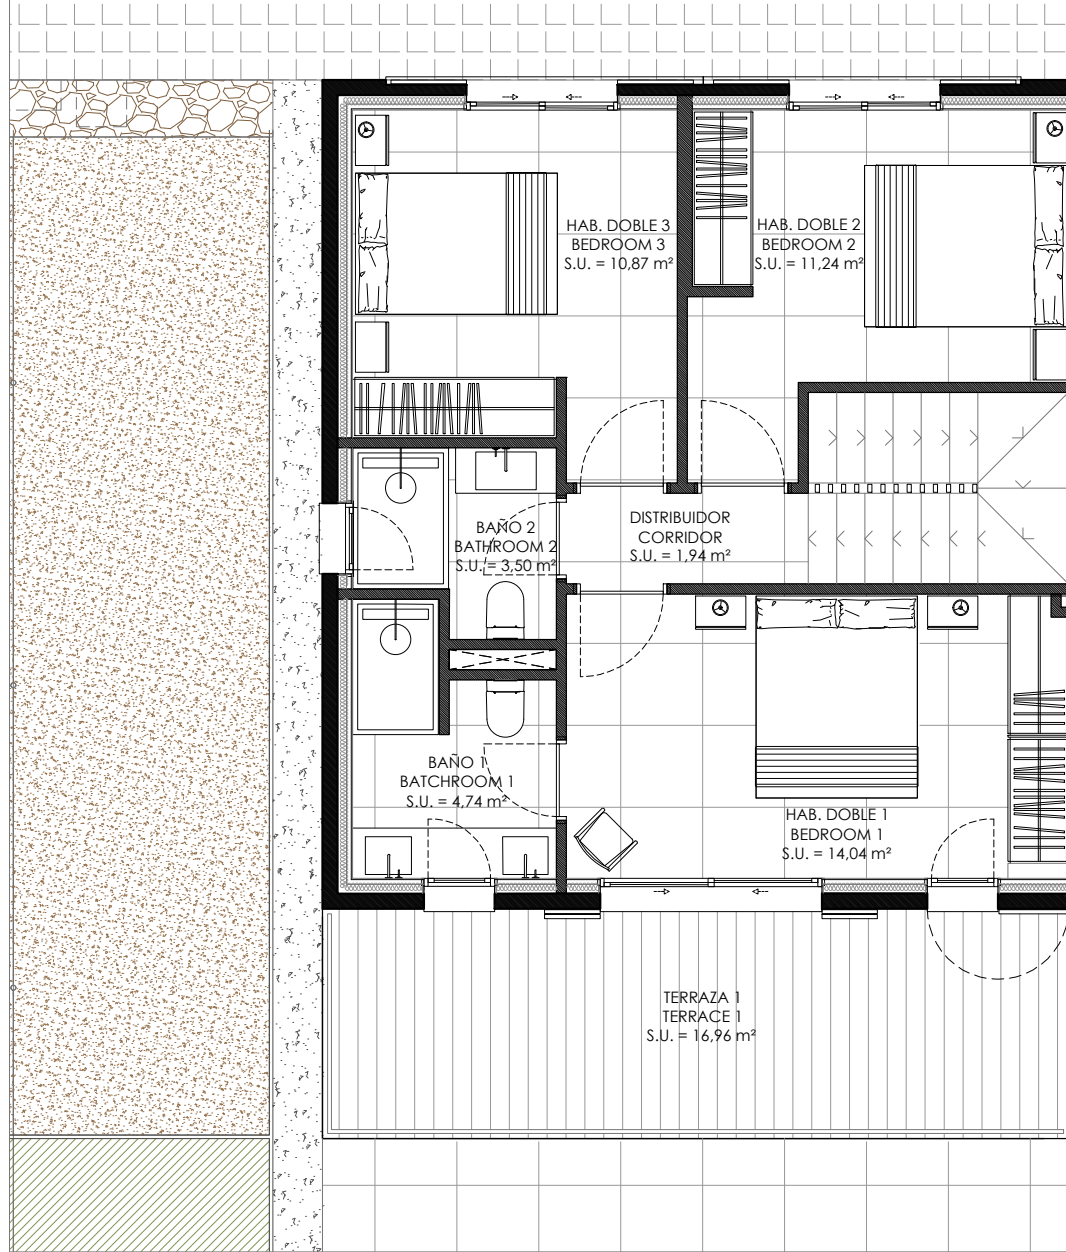 HAB. DOBLE 3
BEDROOM 3
S.U. = 10,87 m²
HAB. DOBLE 2
BEDROOM 2
S.U. = 11,24 m²
BAÑO 2
BATHROOM 2
S.U. = 3,50 m²
DISTRIBUIDOR
CORRIDOR
S.U. = 1,94 m²
BAÑO 1
BATCHROOM 1
S.U. = 4,74 m²
HAB. DOBLE 1
BEDROOM 1
S.U. = 14,04 m²
TERRAZA 1
TERRACE 1
S.U. = 16,96 m²